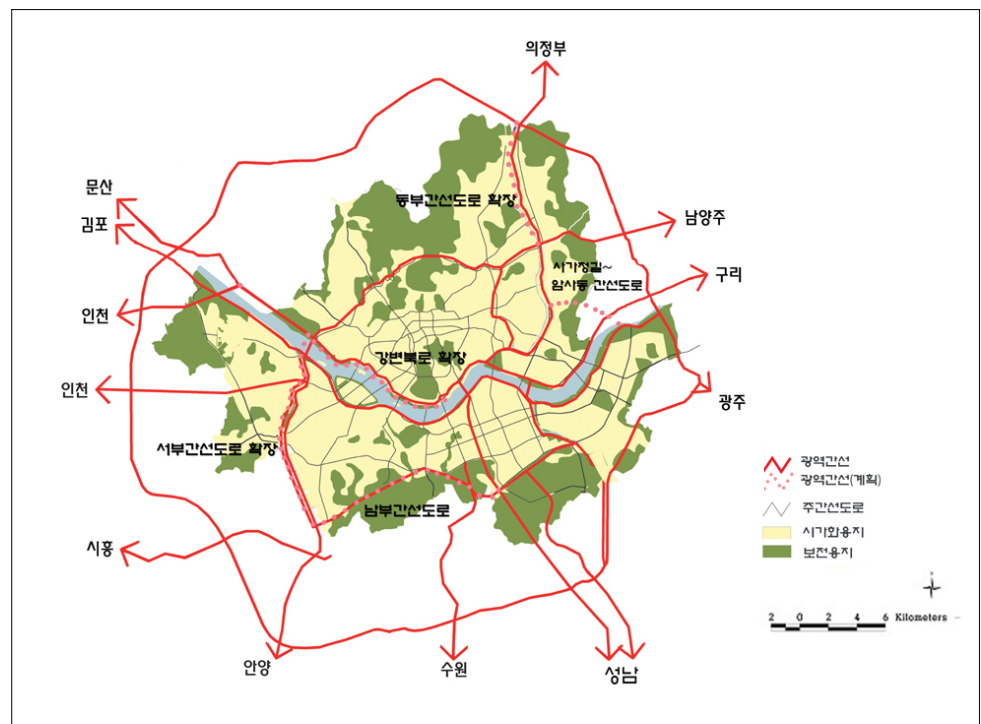 의정부
문산
김포
동부간선도로 확장
남양주
사가정길~
암사동 간선도로
구리
인천
강변북로 확장
인천
광주
서부간선도로 확장
광역간선
광역간선(계획)
남부간선도로
주간선도로
시가화용지
시흥
보전용지
2 0 2 4 6 Kilometers
안양
수원
성남